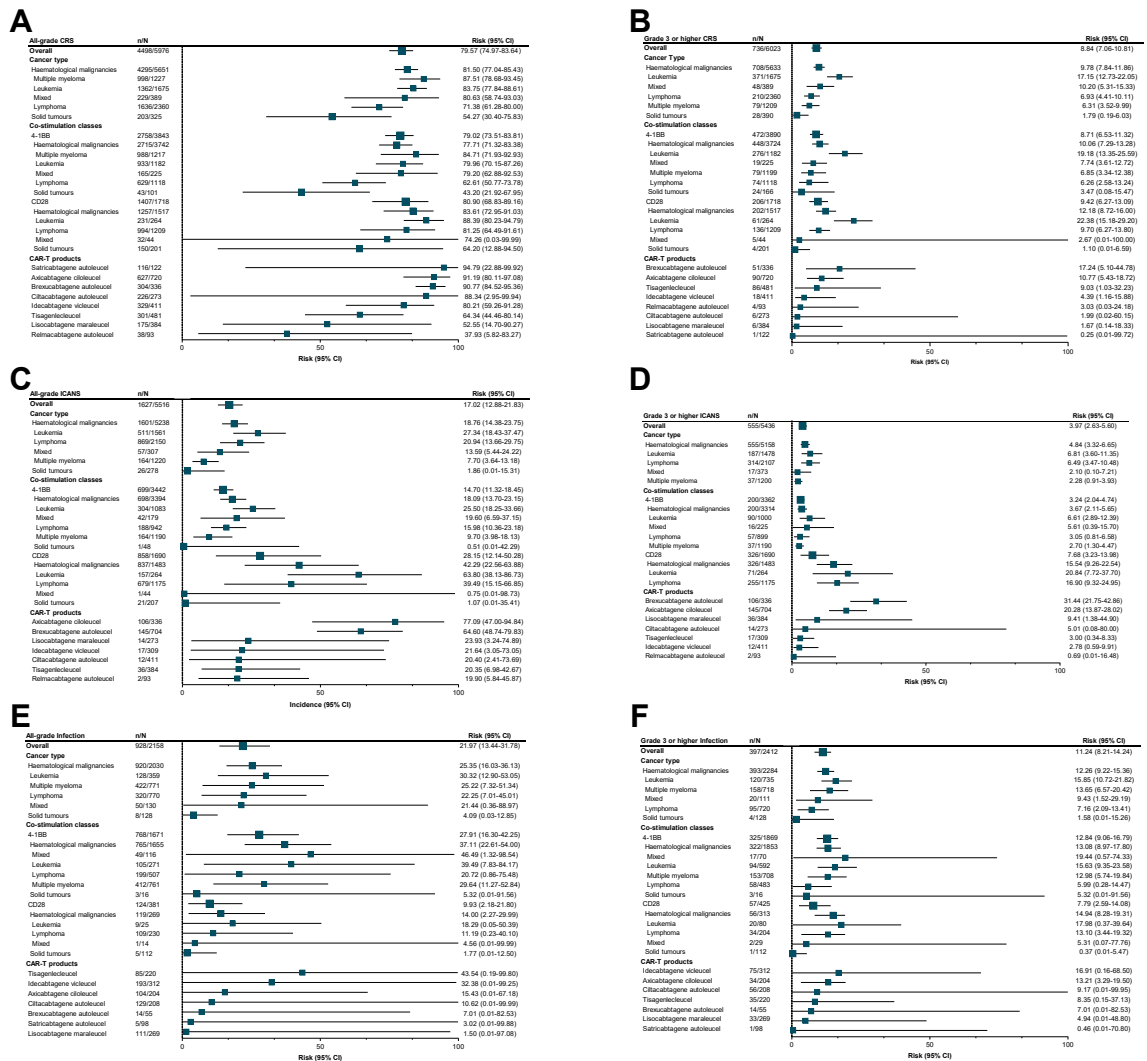 A
All-grade CRS n/N Risk (95% CI)
Overall 4498/5976 79.57 (74.97-83.64)
Cancer type
Haematological malignancies 4295/5651 81.50 (77.04-85.43)
Multiple myeloma 998/1227 87.51 (78.68-93.45)
Leukemia 1362/1675 83.75 (77.84-88.61)
Mixed 229/389 80.63 (58.74-93.03)
Lymphoma 1636/2360 71.38 (61.28-80.00)
Solid tumours 203/325 54.27 (30.40-75.83)
Co-stimulation classes
4-1BB 2758/3843 79.02 (73.51-83.81)
Haematological malignancies 2715/3742 77.71 (71.32-83.38)
Multiple myeloma 988/1217 84.71 (71.93-92.93)
Leukemia 933/1182 79.96 (70.15-87.26)
Mixed 165/225 79.20 (62.88-92.53)
Lymphoma 629/1118 62.61 (50.77-73.78)
Solid tumours 43/101 43.20 (21.92-67.95)
CD28 1407/1718 80.90 (68.83-89.16)
Haematological malignancies 1257/1517 83.61 (72.95-91.03)
Leukemia 231/264 88.39 (80.23-94.79)
Lymphoma 994/1209 81.25 (64.49-91.61)
Mixed 32/44 74.26 (0.03-99.99)
Solid tumours 150/201 64.20 (12.88-94.50)
CAR-T products
Satricabtagene autoleucel 116/122 94.79 (22.88-99.92)
Axicabtagene ciloleucel 627/720 91.19 (80.11-97.08)
Brexucabtagene autoleucel 304/336 90.77 (84.52-95.36)
Ciltacabtagene autoleucel 226/273 88.34 (2.95-99.94)
Idecabtagene vicleucel 329/411 80.21 (59.26-91.28)
Tisagenlecleucel 301/481 64.34 (44.46-80.14)
Lisocabtagene maraleucel 175/384 52.55 (14.70-90.27)
Relmacabtagene autoleucel 38/93 37.93 (5.82-83.27)
0 50 100
Risk (95% CI)
B
Grade 3 or higher CRS n/N Risk (95% CI)
Overall 736/6023 8.84 (7.06-10.81)
Cancer Type
Haematological malignancies 708/5633 9.78 (7.84-11.86)
Leukemia 371/1675 17.15 (12.73-22.05)
Mixed 48/389 10.20 (5.31-15.33)
Lymphoma 210/2360 6.93 (4.41-10.11)
Multiple myeloma 79/1209 6.31 (3.52-9.99)
Solid tumours 28/390 1.79 (0.19-6.03)
Co-stimulation classes
4-1BB 472/3890 8.71 (6.53-11.32)
Haematological malignancies 448/3724 10.06 (7.29-13.28)
Leukemia 276/1182 19.18 (13.35-25.59)
Mixed 19/225 7.74 (3.61-12.72)
Multiple myeloma 79/1199 6.85 (3.34-12.38)
Lymphoma 74/1118 6.26 (2.58-13.24)
Solid tumours 24/166 3.47 (0.08-15.47)
CD28 206/1718 9.42 (6.27-13.09)
Haematological malignancies 202/1517 12.18 (8.72-16.00)
Leukemia 61/264 22.38 (15.18-29.20)
Lymphoma 136/1209 9.70 (6.27-13.80)
Mixed 5/44 2.67 (0.01-100.00)
Solid tumours 4/201 1.10 (0.01-6.59)
CAR-T products
Brexucabtagene autoleucel 51/336 17.24 (5.10-44.78)
Axicabtagene ciloleucel 90/720 10.77 (5.43-18.72)
Tisagenlecleucel 86/481 9.03 (1.03-32.23)
Idecabtagene vicleucel 18/411 4.39 (1.16-15.88)
Relmacabtagene autoleucel 4/93 3.03 (0.03-24.18)
Ciltacabtagene autoleucel 6/273 1.99 (0.02-60.15)
Lisocabtagene maraleucel 6/384 1.67 (0.14-18.33)
Satricabtagene autoleucel 1/122 0.25 (0.01-99.72)
0 50 100
Risk (95% CI)
C
All-grade ICANS n/N Risk (95% CI)
Overall 1627/5516 17.02 (12.88-21.83)
Cancer type
Haematological malignancies 1601/5238 18.76 (14.38-23.75)
Leukemia 511/1561 27.34 (18.43-37.47)
Lymphoma 869/2150 20.94 (13.66-29.75)
Mixed 57/307 13.59 (5.44-24.22)
Multiple myeloma 164/1220 7.70 (3.64-13.18)
Solid tumours 26/278 1.86 (0.01-15.31)
Co-stimulation classes
4-1BB 699/3442 14.70 (11.32-18.45)
Haematological malignancies 698/3394 18.09 (13.70-23.15)
Leukemia 304/1083 25.50 (18.25-33.66)
Mixed 42/179 19.60 (6.59-37.15)
Lymphoma 188/942 15.98 (10.36-23.18)
Multiple myeloma 164/1190 9.70 (3.98-18.13)
Solid tumours 1/48 0.51 (0.01-42.29)
CD28 858/1690 28.15 (12.14-50.28)
Haematological malignancies 837/1483 42.29 (22.56-63.88)
Leukemia 157/264 63.80 (38.13-86.73)
Lymphoma 679/1175 39.49 (15.15-66.85)
Mixed 1/44 0.75 (0.01-98.73)
Solid tumours 21/207 1.07 (0.01-35.41)
CAR-T products
Axicabtagene ciloleucel 106/336 77.09 (47.00-94.84)
Brexucabtagene autoleucel 145/704 64.60 (48.74-79.83)
Lisocabtagene maraleucel 14/273 23.93 (3.24-74.89)
Idecabtagene vicleucel 17/309 21.64 (3.05-73.05)
Ciltacabtagene autoleucel 12/411 20.40 (2.41-73.69)
Tisagenlecleucel 36/384 20.35 (6.98-42.67)
Relmacabtagene autoleucel 2/93 19.90 (5.84-45.87)
0 50 100
Incidence (95% CI)
D
Grade 3 or higher ICANS n/N Risk (95% CI)
Overall 555/5436 3.97 (2.63-5.60)
Cancer type
Haematological malignancies 555/5158 4.84 (3.32-6.65)
Leukemia 187/1478 6.81 (3.60-11.35)
Lymphoma 314/2107 6.49 (3.47-10.48)
Mixed 17/373 2.10 (0.10-7.21)
Multiple myeloma 37/1200 2.28 (0.91-3.93)
Co-stimulation classes
4-1BB 200/3362 3.24 (2.04-4.74)
Haematological malignancies 200/3314 3.67 (2.11-5.65)
Leukemia 90/1000 6.61 (2.89-12.39)
Mixed 16/225 5.61 (0.39-15.70)
Lymphoma 57/899 3.05 (0.81-6.58)
Multiple myeloma 37/1190 2.70 (1.30-4.47)
CD28 326/1690 7.68 (3.23-13.98)
Haematological malignancies 326/1483 15.54 (9.26-22.54)
Leukemia 71/264 20.84 (7.72-37.70)
Lymphoma 255/1175 16.90 (9.32-24.95)
CAR-T products
Brexucabtagene autoleucel 106/336 31.44 (21.75-42.86)
Axicabtagene ciloleucel 145/704 20.28 (13.87-28.02)
Lisocabtagene maraleucel 36/384 9.41 (1.38-44.90)
Ciltacabtagene autoleucel 14/273 5.01 (0.08-80.00)
Tisagenlecleucel 17/309 3.00 (0.34-8.33)
Idecabtagene vicleucel 12/411 2.78 (0.59-9.91)
Relmacabtagene autoleucel 2/93 0.69 (0.01-16.48)
0 50 100
Risk (95% CI)
E
All-grade Infection n/N Risk (95% CI)
Overall 928/2158 21.97 (13.44-31.78)
Cancer type
Haematological malignancies 920/2030 25.35 (16.03-36.13)
Leukemia 128/359 30.32 (12.90-53.05)
Multiple myeloma 422/771 25.22 (7.32-51.34)
Lymphoma 320/770 22.25 (7.01-45.01)
Mixed 50/130 21.44 (0.36-88.97)
Solid tumours 8/128 4.09 (0.03-12.85)
Co-stimulation classes
4-1BB 768/1671 27.91 (16.30-42.25)
Haematological malignancies 765/1655 37.11 (22.61-54.00)
Mixed 49/116 46.49 (1.32-98.54)
Leukemia 105/271 39.49 (7.83-84.17)
Lymphoma 199/507 20.72 (0.86-75.48)
Multiple myeloma 412/761 29.64 (11.27-52.84)
Solid tumours 3/16 5.32 (0.01-91.56)
CD28 124/381 9.93 (2.18-21.80)
Haematological malignancies 119/269 14.00 (2.27-29.99)
Leukemia 9/25 18.29 (0.05-50.39)
Lymphoma 109/230 11.19 (0.23-40.10)
Mixed 1/14 4.56 (0.01-99.99)
Solid tumours 5/112 1.77 (0.01-12.50)
CAR-T products
Tisagenlecleucel 85/220 43.54 (0.19-99.80)
Idecabtagene vicleucel 193/312 32.38 (0.01-99.25)
Axicabtagene ciloleucel 104/204 15.43 (0.01-67.18)
Ciltacabtagene autoleucel 129/208 10.62 (0.01-99.99)
Brexucabtagene autoleucel 14/55 7.01 (0.01-82.53)
Satricabtagene autoleucel 5/98 3.02 (0.01-99.88)
Lisocabtagene maraleucel 111/269 1.50 (0.01-97.08)
0 50 100
Risk (95% CI)
F
Grade 3 or higher Infection n/N Risk (95% CI)
Overall 397/2412 11.24 (8.21-14.24)
Cancer type
Haematological malignancies 393/2284 12.26 (9.22-15.36)
Leukemia 120/735 15.85 (10.72-21.82)
Multiple myeloma 158/718 13.65 (6.57-20.42)
Mixed 20/111 9.43 (1.52-29.19)
Lymphoma 95/720 7.16 (2.09-13.41)
Solid tumours 4/128 1.58 (0.01-15.26)
Co-stimulation classes
4-1BB 325/1869 12.84 (9.06-16.79)
Haematological malignancies 322/1853 13.08 (8.97-17.80)
Mixed 17/70 19.44 (0.57-74.33)
Leukemia 94/592 15.63 (9.35-23.58)
Multiple myeloma 153/708 12.98 (5.74-19.84)
Lymphoma 58/483 5.99 (0.28-14.47)
Solid tumours 3/16 5.32 (0.01-91.56)
CD28 57/425 7.79 (2.59-14.08)
Haematological malignancies 56/313 14.94 (8.28-19.31)
Leukemia 20/80 17.98 (0.37-39.64)
Lymphoma 34/204 13.10 (3.44-19.32)
Mixed 2/29 5.31 (0.07-77.76)
Solid tumours 1/112 0.37 (0.01-5.47)
CAR-T products
Idecabtagene vicleucel 75/312 16.91 (0.16-68.50)
Axicabtagene ciloleucel 34/204 13.21 (3.29-19.50)
Ciltacabtagene autoleucel 56/208 9.17 (0.01-99.95)
Tisagenlecleucel 35/220 8.35 (0.15-37.13)
Brexucabtagene autoleucel 14/55 7.01 (0.01-82.53)
Lisocabtagene maraleucel 33/269 4.94 (0.01-48.80)
Satricabtagene autoleucel 1/98 0.46 (0.01-70.80)
0 50 100
Risk (95% CI)